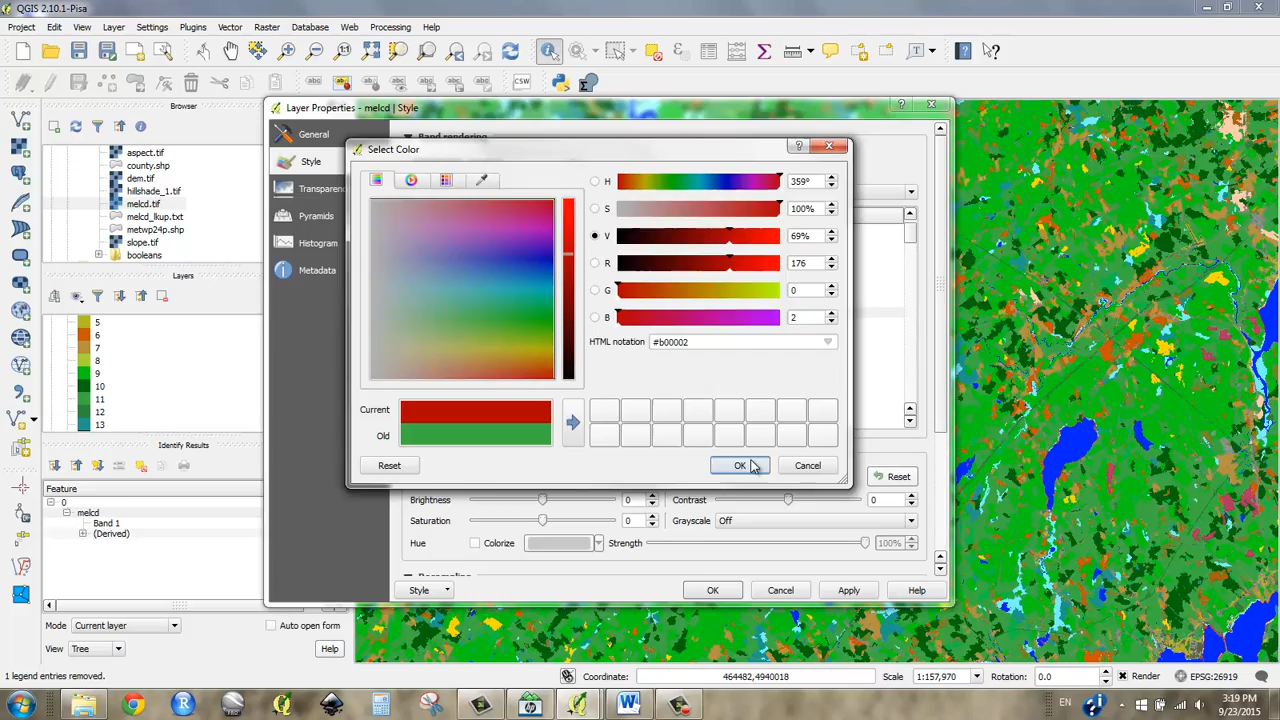 QGIS 2.10.1-Pisa
Project Edit View Layer Settings Plugins Vector Raster Database Web Processing Help
Browser
aspect.tif
county.shp
dem.tif
hillshade_1.tif
melcd.tif
melcd_lkup.txt
metwp24p.shp
slope.tif
booleans
Layers
5
6
7
8
9
10
11
12
13
Identify Results
Feature
0
melcd
Band 1
(Derived)
Mode Current layer Auto open form
View Tree Help
1 legend entries removed.
Layer Properties - melcd | Style
General
Style
Transparency
Pyramids
Histogram
Metadata
Band rendering
Select Color
H 359°
S 100%
V 69%
R 176
G 0
B 2
HTML notation #b00002
Current
Old
Reset OK Cancel
Reset
Brightness 0 Contrast 0
Saturation 0 Grayscale Off
Hue Colorize Strength 100%
Resampling
Style OK Cancel Apply Help
Coordinate: 464482,4940018 Scale 1:157,970 Rotation: 0.0 Render EPSG:26919
EN
3:19 PM
9/23/2015